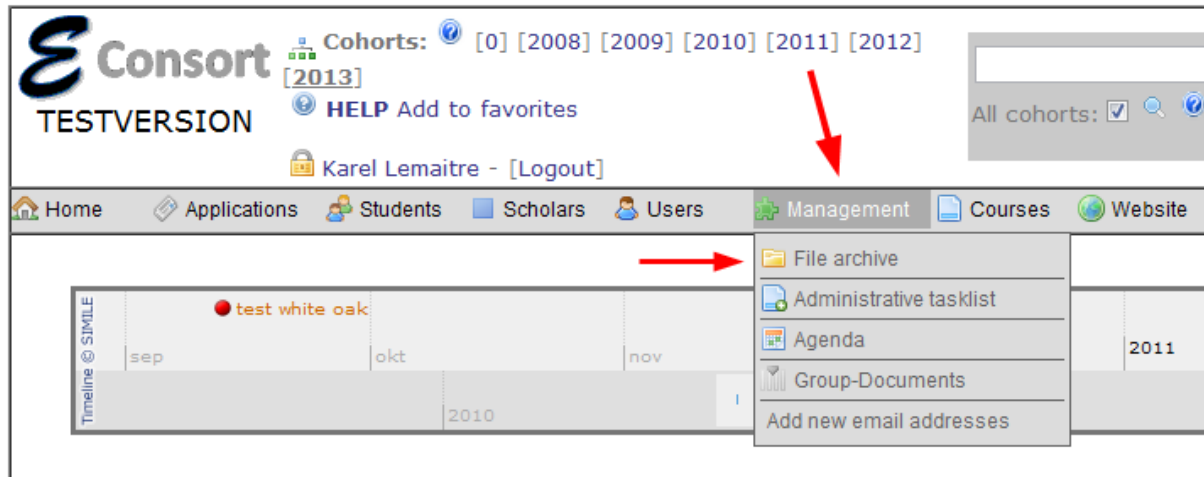 E Consort
TESTVERSION
Cohorts: [0] [2008] [2009] [2010] [2011] [2012]
[2013]
HELP Add to favorites
Karel Lemaitre - [Logout]
All cohorts:
Home Applications Students Scholars Users Management Courses Website
File archive
Administrative tasklist
Agenda
Group-Documents
Add new email addresses
Timeline © SIMILE
test white oak
sep okt nov 2011
2010